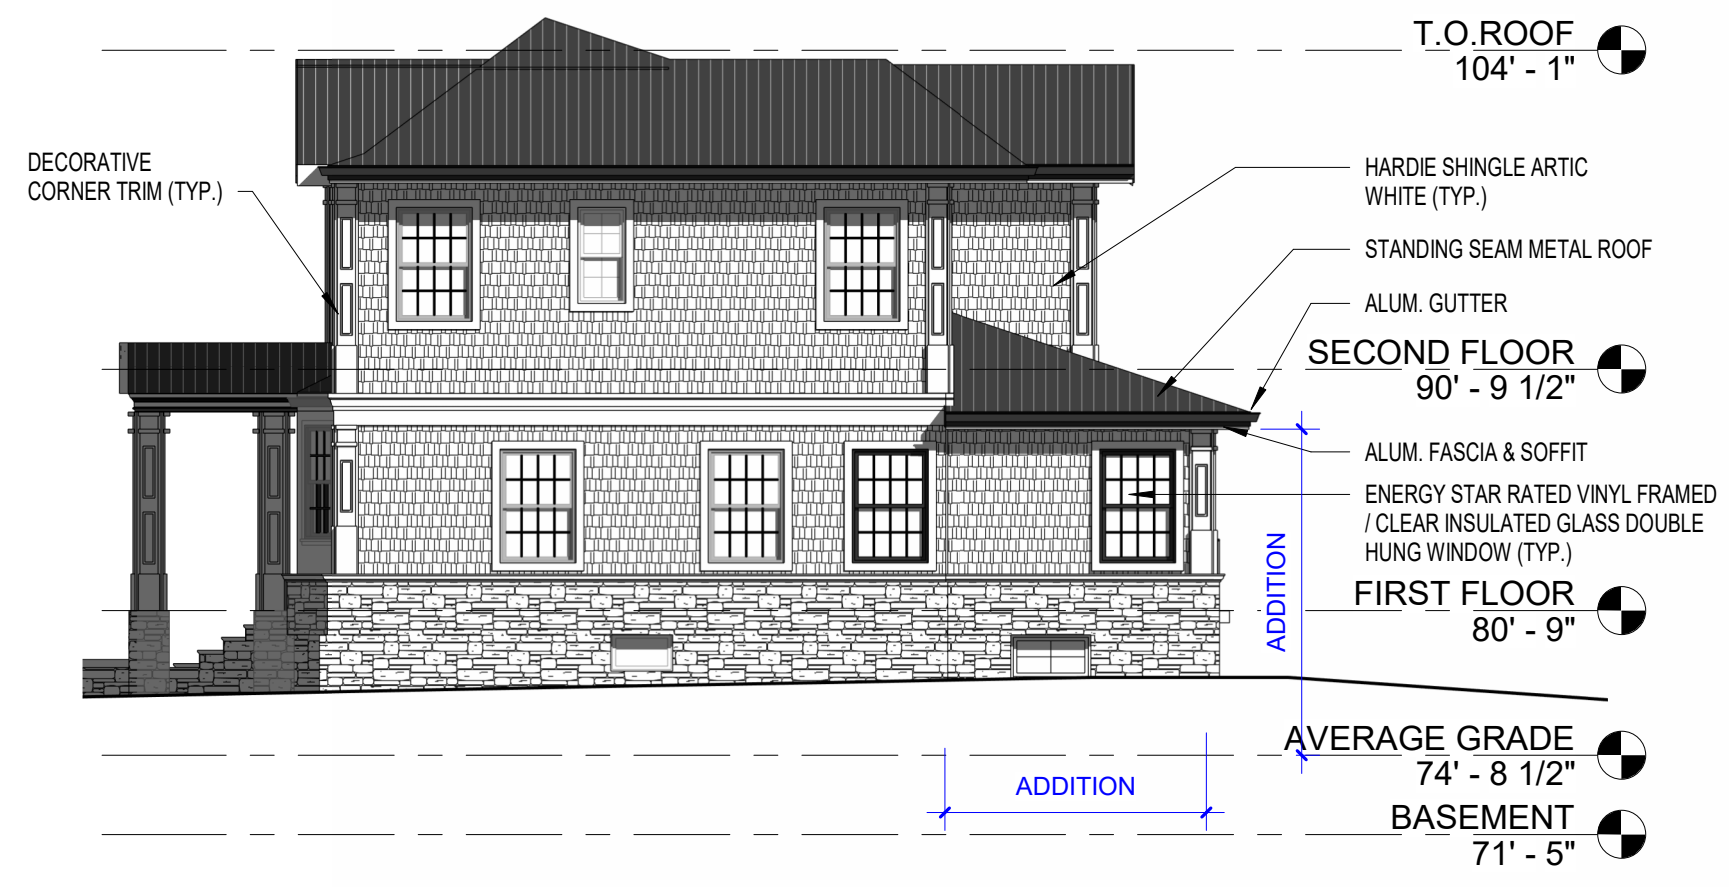 T.O.ROOF
104' - 1"
DECORATIVE
CORNER TRIM (TYP.)
HARDIE SHINGLE ARTIC
WHITE (TYP.)
STANDING SEAM METAL ROOF
ALUM. GUTTER
SECOND FLOOR
90' - 9 1/2"
ALUM. FASCIA & SOFFIT
ENERGY STAR RATED VINYL FRAMED
/ CLEAR INSULATED GLASS DOUBLE
HUNG WINDOW (TYP.)
ADDITION
FIRST FLOOR
80' - 9"
AVERAGE GRADE
74' - 8 1/2"
ADDITION
BASEMENT
71' - 5"